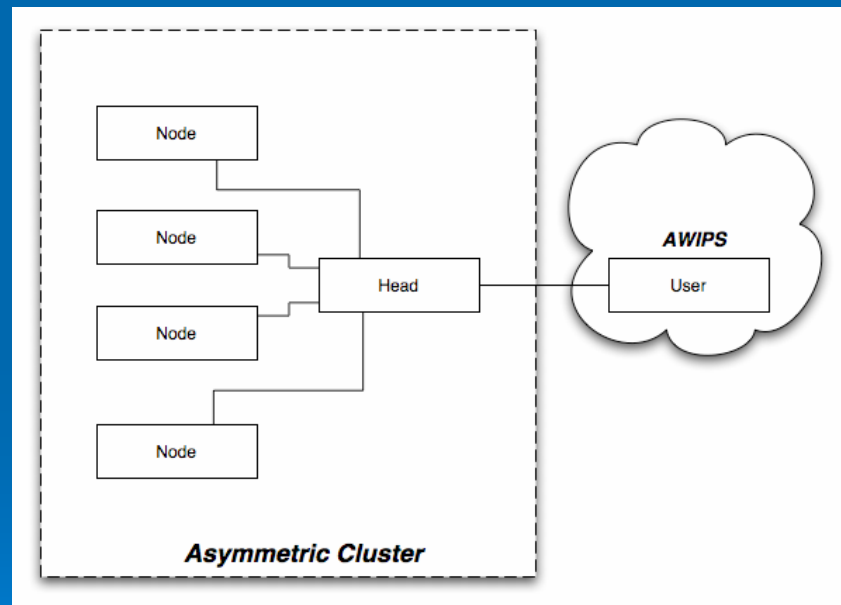 Node
Node
Node
Node
Head
AWIPS
User
Asymmetric Cluster